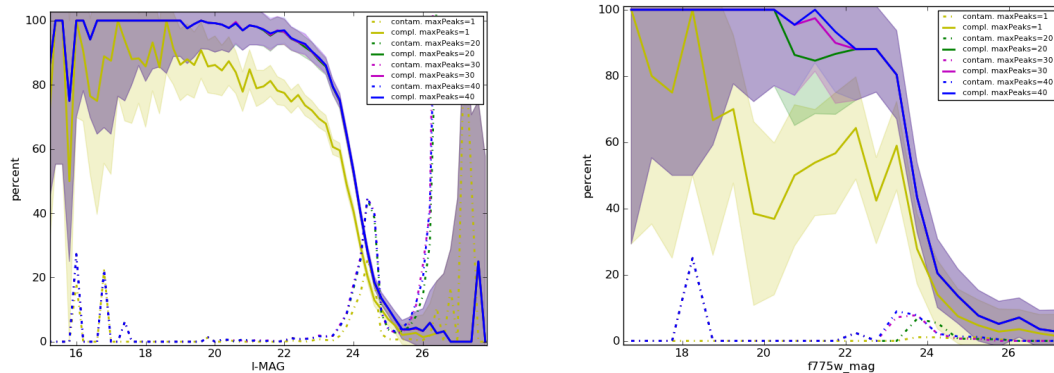 contam. maxPeaks=1
compl. maxPeaks=1
contam. maxPeaks=20
compl. maxPeaks=20
contam. maxPeaks=30
compl. maxPeaks=30
contam. maxPeaks=40
compl. maxPeaks=40
percent
100
80
60
40
20
0
16 18 20 22 24 26
I-MAG
contam. maxPeaks=1
compl. maxPeaks=1
contam. maxPeaks=20
compl. maxPeaks=20
contam. maxPeaks=30
compl. maxPeaks=30
contam. maxPeaks=40
compl. maxPeaks=40
percent
100
80
60
40
20
0
18 20 22 24 26
f775w_mag